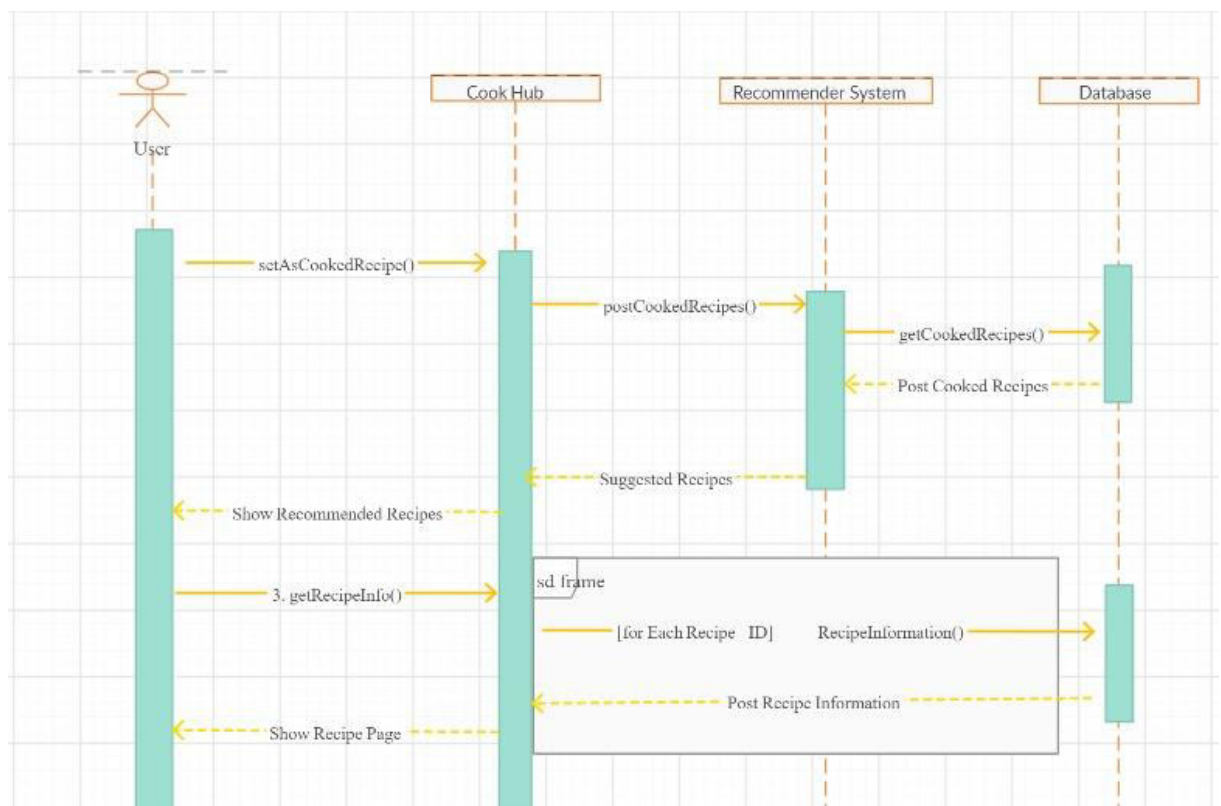 Cook Hub
Recommender System
Database
User
setAsCookedRecipe()
postCookedRecipes()
getCookedRecipes()
Post Cooked Recipes
Suggested Recipes
Show Recommended Recipes
sd frame
3. getRecipeInfo()
[for Each Recipe ID] RecipeInformation()
Post Recipe Information
Show Recipe Page